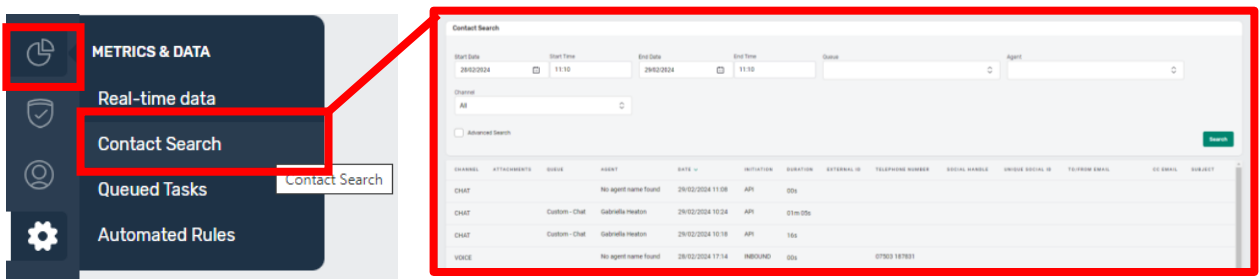 METRICS & DATA
Real-time data
Contact Search
Contact Search
Queued Tasks
Automated Rules
Contact Search
Start Date Start Time End Date End Time Queue Agent
28/02/2024 11:10 29/02/2024 11:10
Channel
All
Advanced Search
Search
CHANNEL ATTACHMENTS QUEUE AGENT DATE INITIATION DURATION EXTERNAL ID TELEPHONE NUMBER SOCIAL HANDLE UNIQUE SOCIAL ID TO/FROM EMAIL CC EMAIL SUBJECT
CHAT No agent name found 29/02/2024 11:08 API 00s
CHAT Custom - Chat Gabriella Heaton 29/02/2024 10:24 API 01m 05s
CHAT Custom - Chat Gabriella Heaton 29/02/2024 10:18 API 16s
VOICE No agent name found 28/02/2024 17:14 INBOUND 00s 07503 187631